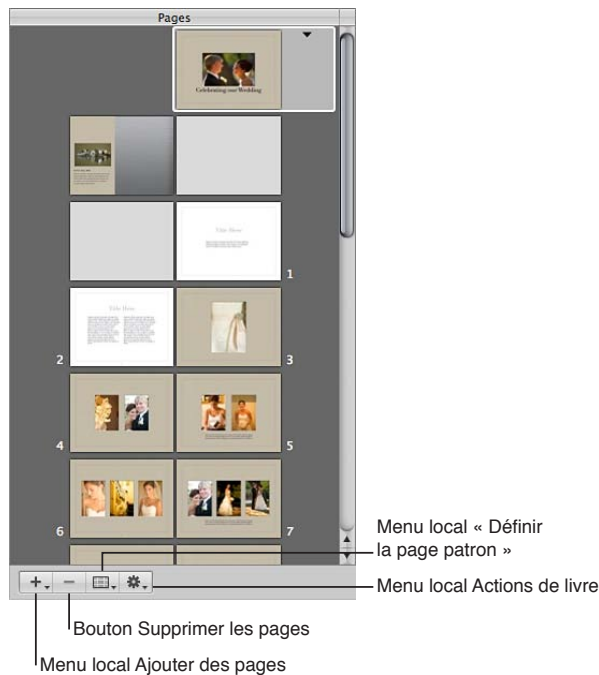 Pages
Celebrating our Wedding
1
2
3
4
5
6
7
Menu local « Définir
la page patron »
Menu local Actions de livre
Bouton Supprimer les pages
Menu local Ajouter des pages